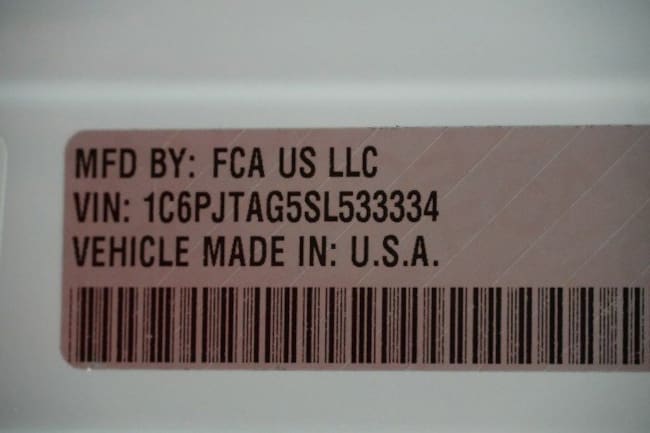 MFD BY: FCA US LLC
VIN: 1C6PJTAG5SL533334
VEHICLE MADE IN: U.S.A.